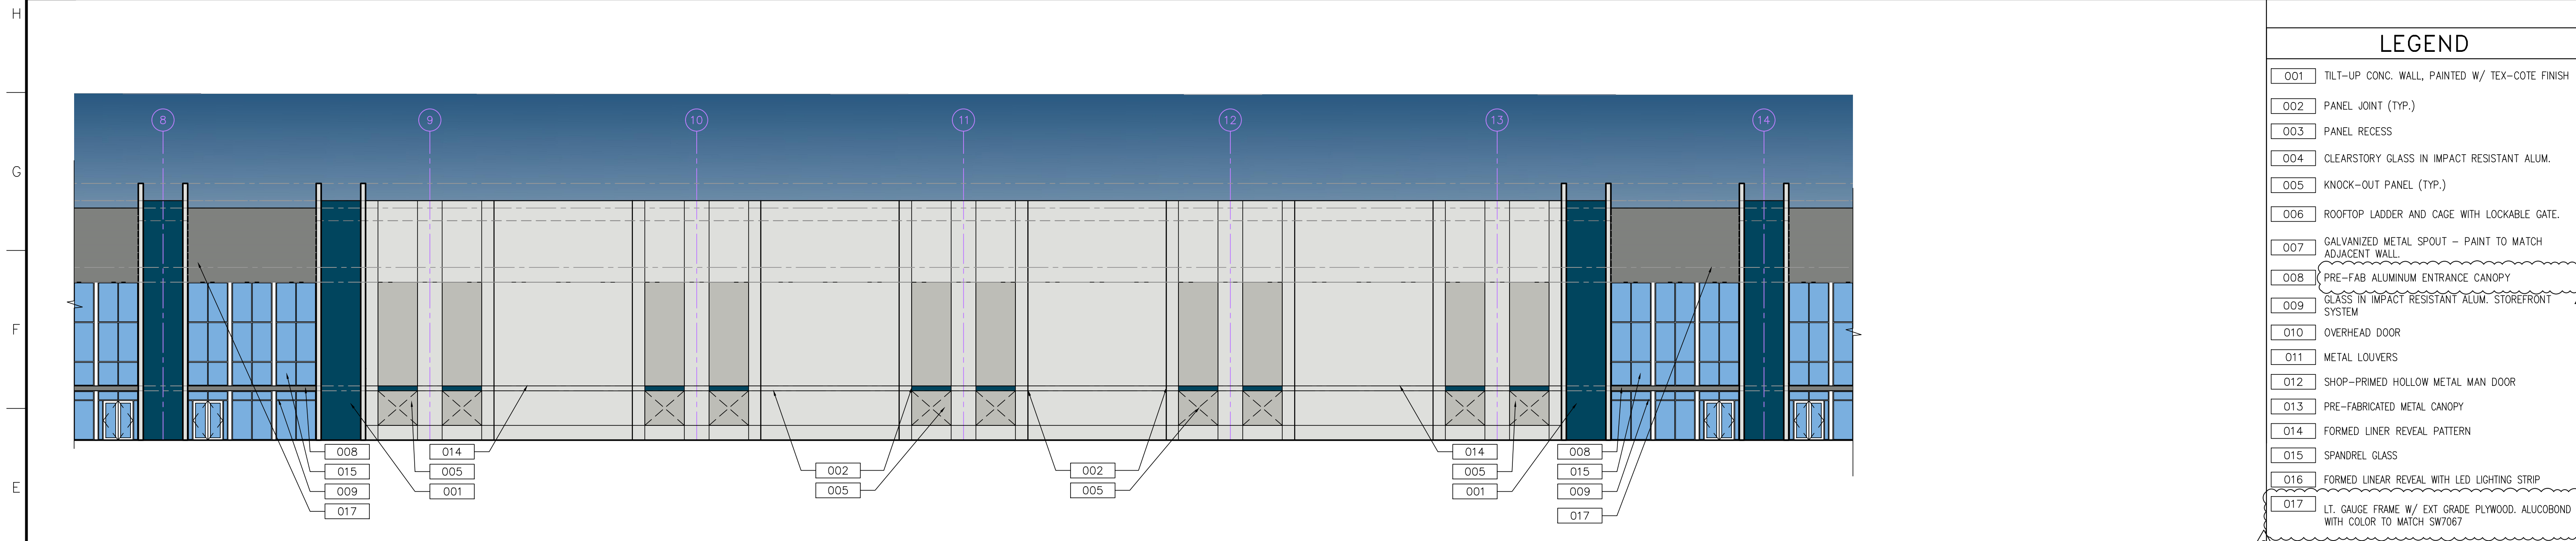 H
G
F
E
8
9
10
11
12
13
14
008
015
009
017
014
005
001
002
005
002
005
014
005
001
008
015
009
017
LEGEND
001 TILT-UP CONC. WALL, PAINTED W/ TEX-COTE FINISH
002 PANEL JOINT (TYP.)
003 PANEL RECESS
004 CLEARSTORY GLASS IN IMPACT RESISTANT ALUM.
005 KNOCK-OUT PANEL (TYP.)
006 ROOFTOP LADDER AND CAGE WITH LOCKABLE GATE.
007 GALVANIZED METAL SPOUT - PAINT TO MATCH
ADJACENT WALL.
008 PRE-FAB ALUMINUM ENTRANCE CANOPY
009 GLASS IN IMPACT RESISTANT ALUM. STOREFRONT
SYSTEM
010 OVERHEAD DOOR
011 METAL LOUVERS
012 SHOP-PRIMED HOLLOW METAL MAN DOOR
013 PRE-FABRICATED METAL CANOPY
014 FORMED LINER REVEAL PATTERN
015 SPANDREL GLASS
016 FORMED LINEAR REVEAL WITH LED LIGHTING STRIP
017 LT. GAUGE FRAME W/ EXT GRADE PLYWOOD. ALUCOBOND
WITH COLOR TO MATCH SW7067